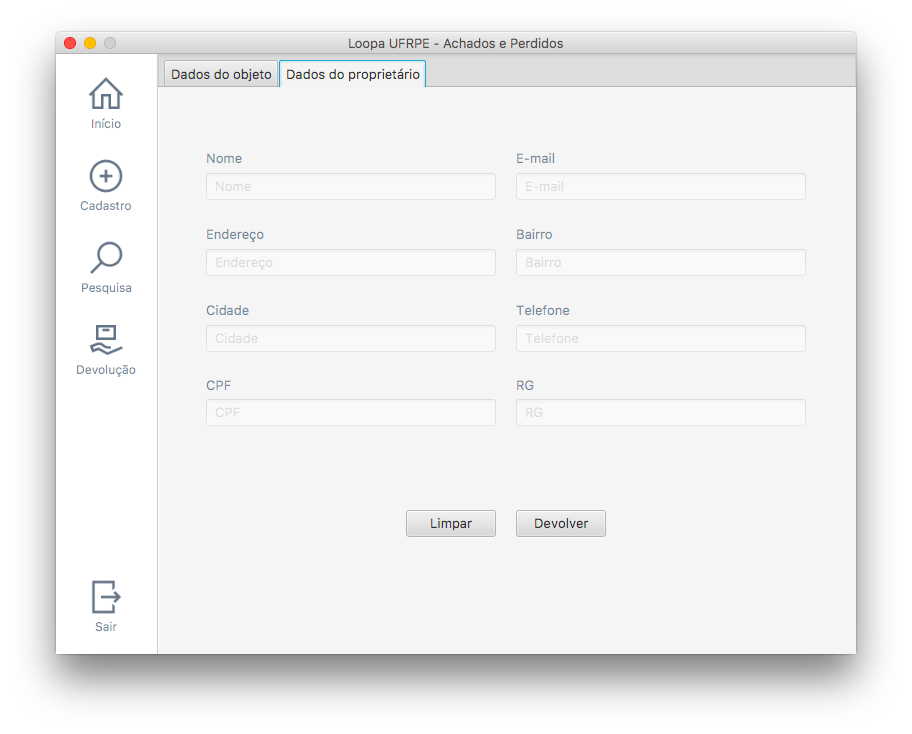 Loopa UFRPE - Achados e Perdidos
Dados do objeto
Dados do proprietário
Início
Cadastro
Pesquisa
Devolução
Sair
Nome
Nome
E-mail
E-mail
Endereço
Endereço
Bairro
Bairro
Cidade
Cidade
Telefone
Telefone
CPF
CPF
RG
RG
Limpar
Devolver